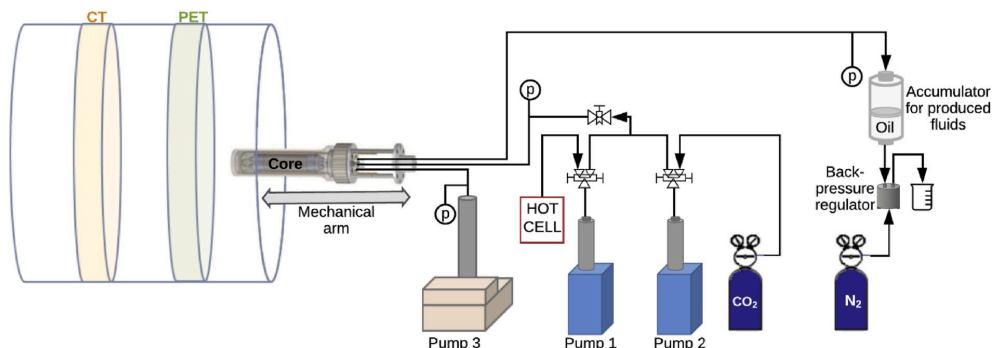 CT
PET
p
p
Core
Mechanical
arm
p
HOT
CELL
Accumulator
for produced
fluids
Oil
Back-
pressure
regulator
CO₂
N₂
Pump 3
Pump 1
Pump 2